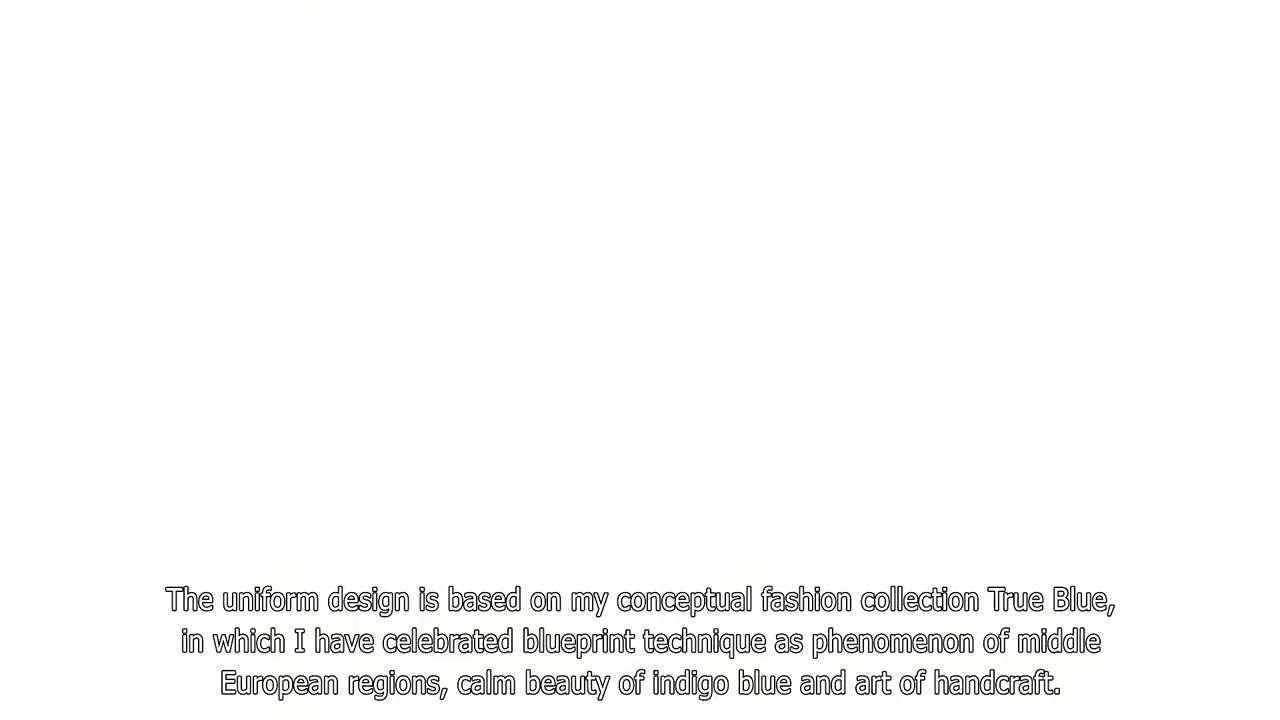 The uniform design is based on my conceptual fashion collection True Blue,
in which I have celebrated blueprint technique as phenomenon of middle
European regions, calm beauty of indigo blue and art of handcraft.